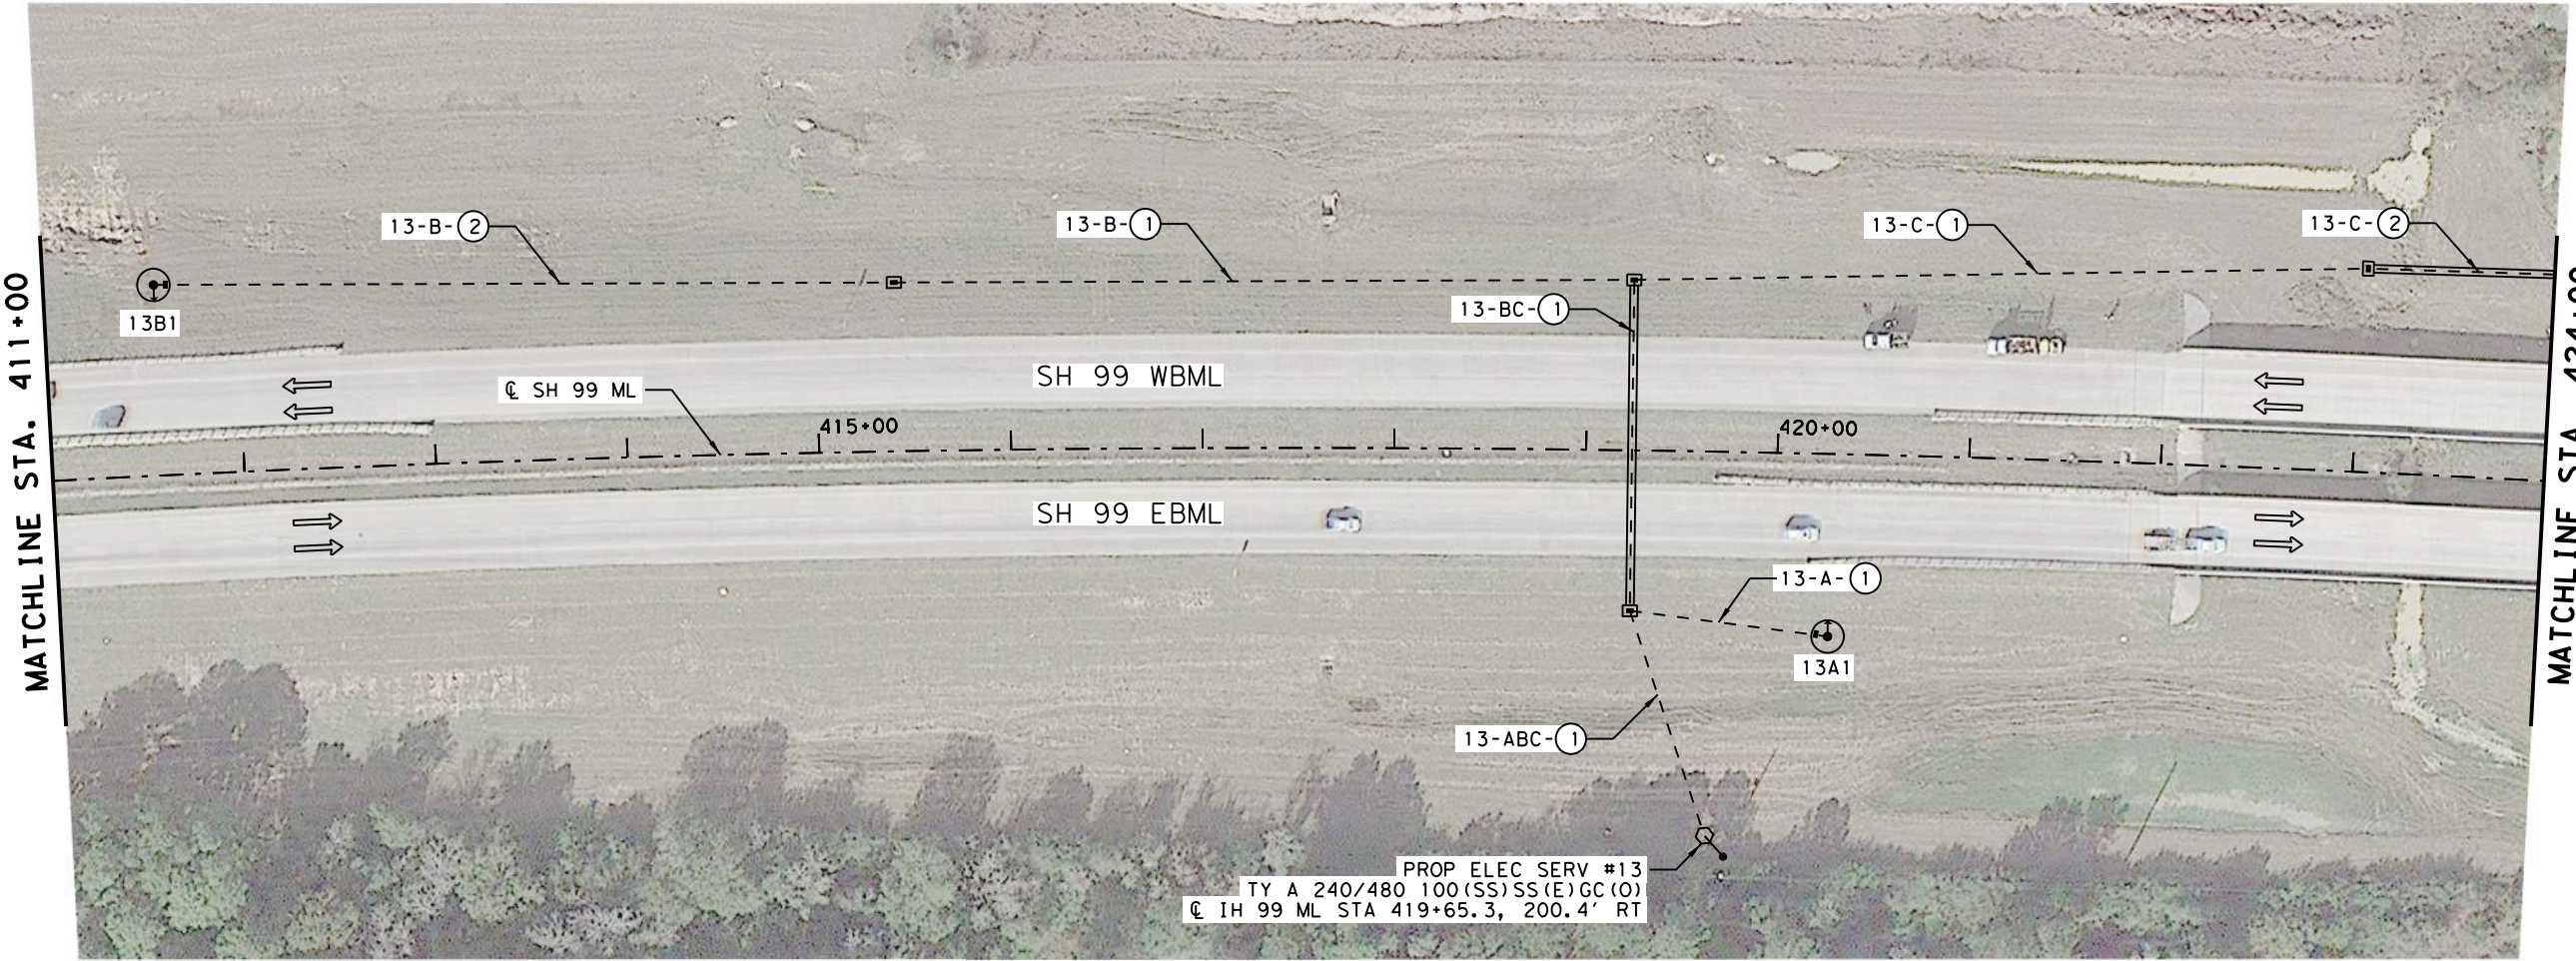 13-B-2
13-B-1
13-C-1
13-C-2
13B1
13-BC-1
MATCHLINE STA. 411+00
SH 99 WBML
℄ SH 99 ML
415+00
420+00
SH 99 EBML
13-A-1
13A1
13-ABC-1
PROP ELEC SERV #13
TY A 240/480 100(SS)SS(E)GC(O)
℄ IH 99 ML STA 419+65.3, 200.4' RT
MATCHLINE STA. 424+00